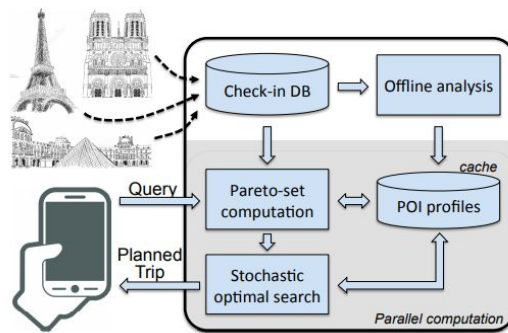 Check-in DB
Offline analysis
cache
Query
Pareto-set
computation
POI profiles
Planned
Trip
Stochastic
optimal search
Parallel computation